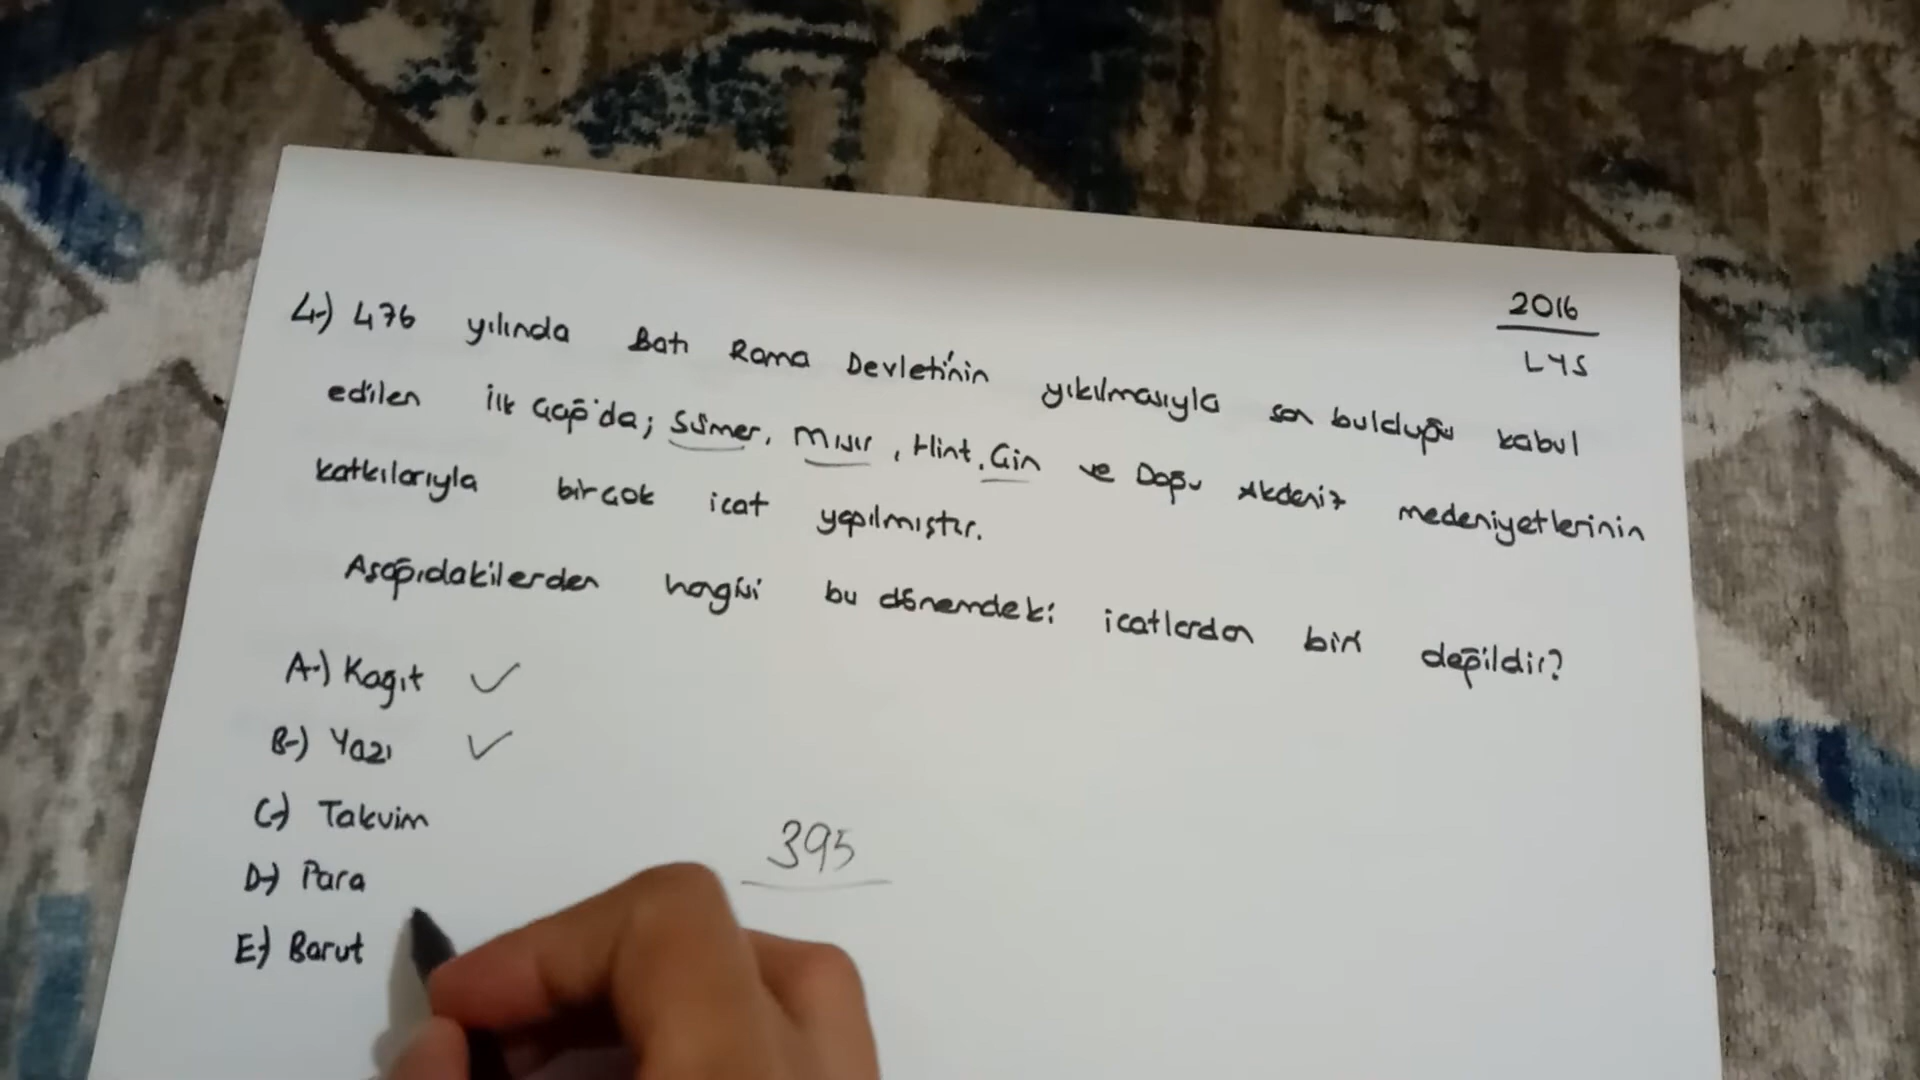 2016
LYS
4-) 476 yılında Batı Roma Devleti'nin yıkılmasıyla son bulduğu kabul
edilen İlk Çağ'da; Sümer, Mısır, Hint, Çin ve Doğu Akdeniz medeniyetlerinin
katkılarıyla birçok icat yapılmıştır.
Aşağıdakilerden hangisi bu dönemdeki icatlardan biri değildir?
A-) Kağıt ✓
B-) Yazı ✓
C-) Takvim
D-) Para
E-) Barut
395